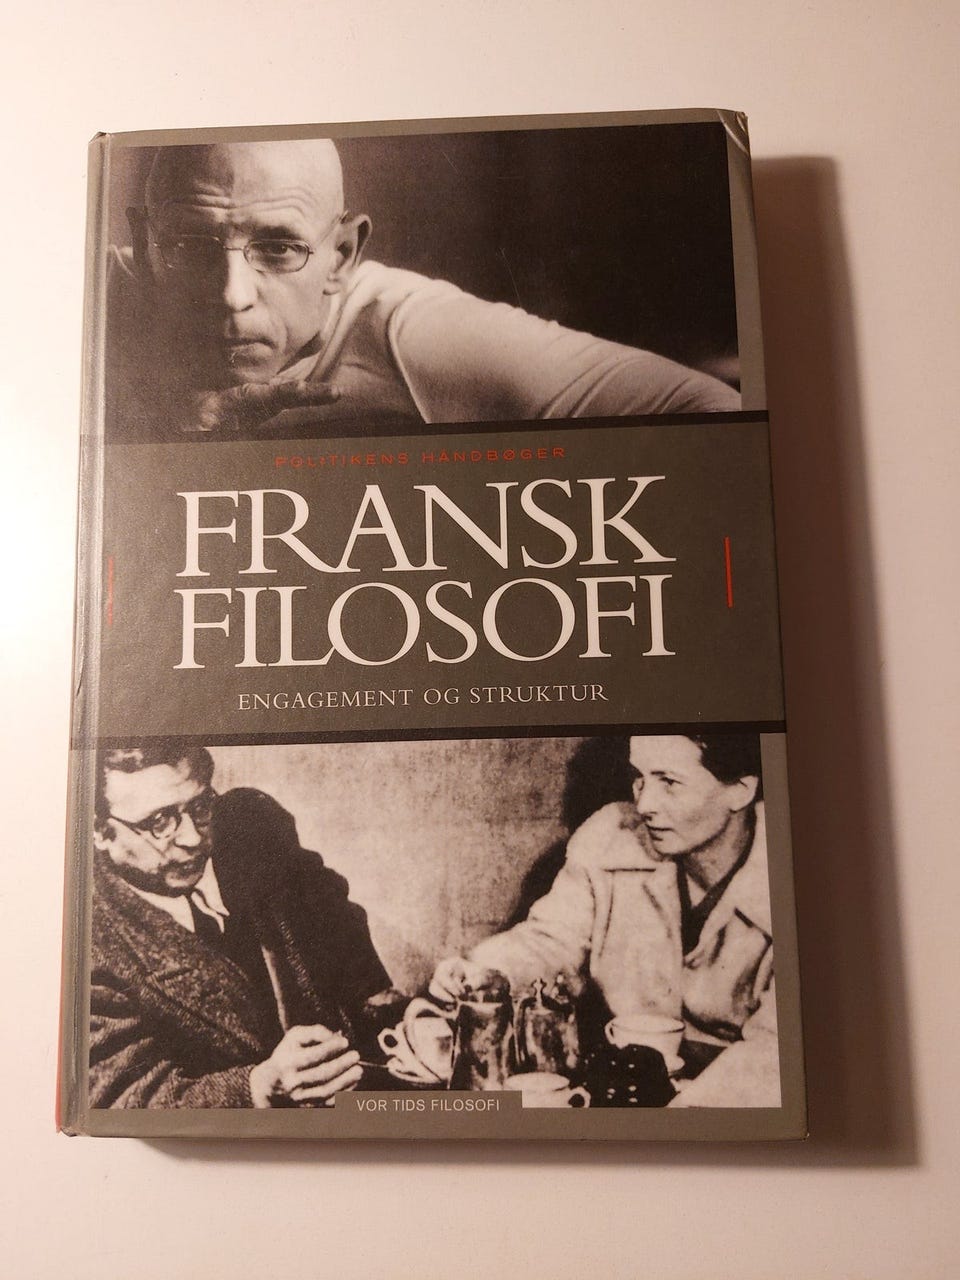 POLITIKENS HÅNDBØGER
FRANSK
FILOSOFI
ENGAGEMENT OG STRUKTUR
VOR TIDS FILOSOFI